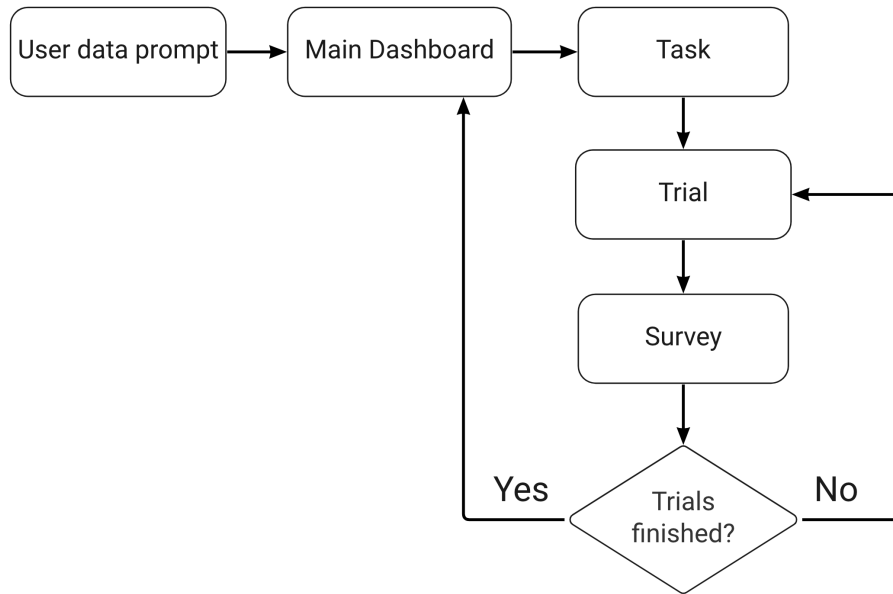 User data prompt
Main Dashboard
Task
Trial
Survey
Yes
Trials
finished?
No